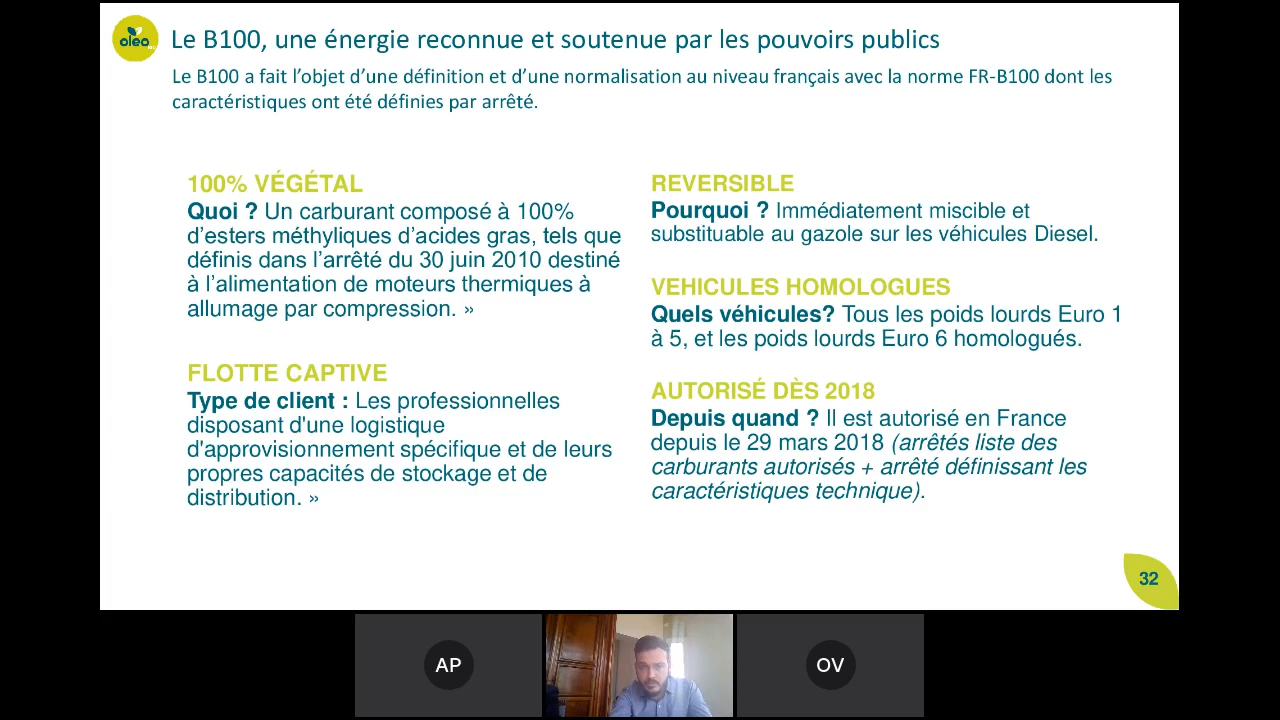 oleo
Le B100, une énergie reconnue et soutenue par les pouvoirs publics
Le B100 a fait l’objet d’une définition et d’une normalisation au niveau français avec la norme FR-B100 dont les
caractéristiques ont été définies par arrêté.
100% VÉGÉTAL
Quoi ? Un carburant composé à 100%
d’esters méthyliques d’acides gras, tels que
définis dans l’arrêté du 30 juin 2010 destiné
à l’alimentation de moteurs thermiques à
allumage par compression. »
FLOTTE CAPTIVE
Type de client : Les professionnelles
disposant d'une logistique
d'approvisionnement spécifique et de leurs
propres capacités de stockage et de
distribution. »
REVERSIBLE
Pourquoi ? Immédiatement miscible et
substituable au gazole sur les véhicules Diesel.
VEHICULES HOMOLOGUES
Quels véhicules? Tous les poids lourds Euro 1
à 5, et les poids lourds Euro 6 homologués.
AUTORISÉ DÈS 2018
Depuis quand ? Il est autorisé en France
depuis le 29 mars 2018 (arrêtés liste des
carburants autorisés + arrêté définissant les
caractéristiques technique).
32
AP
OV